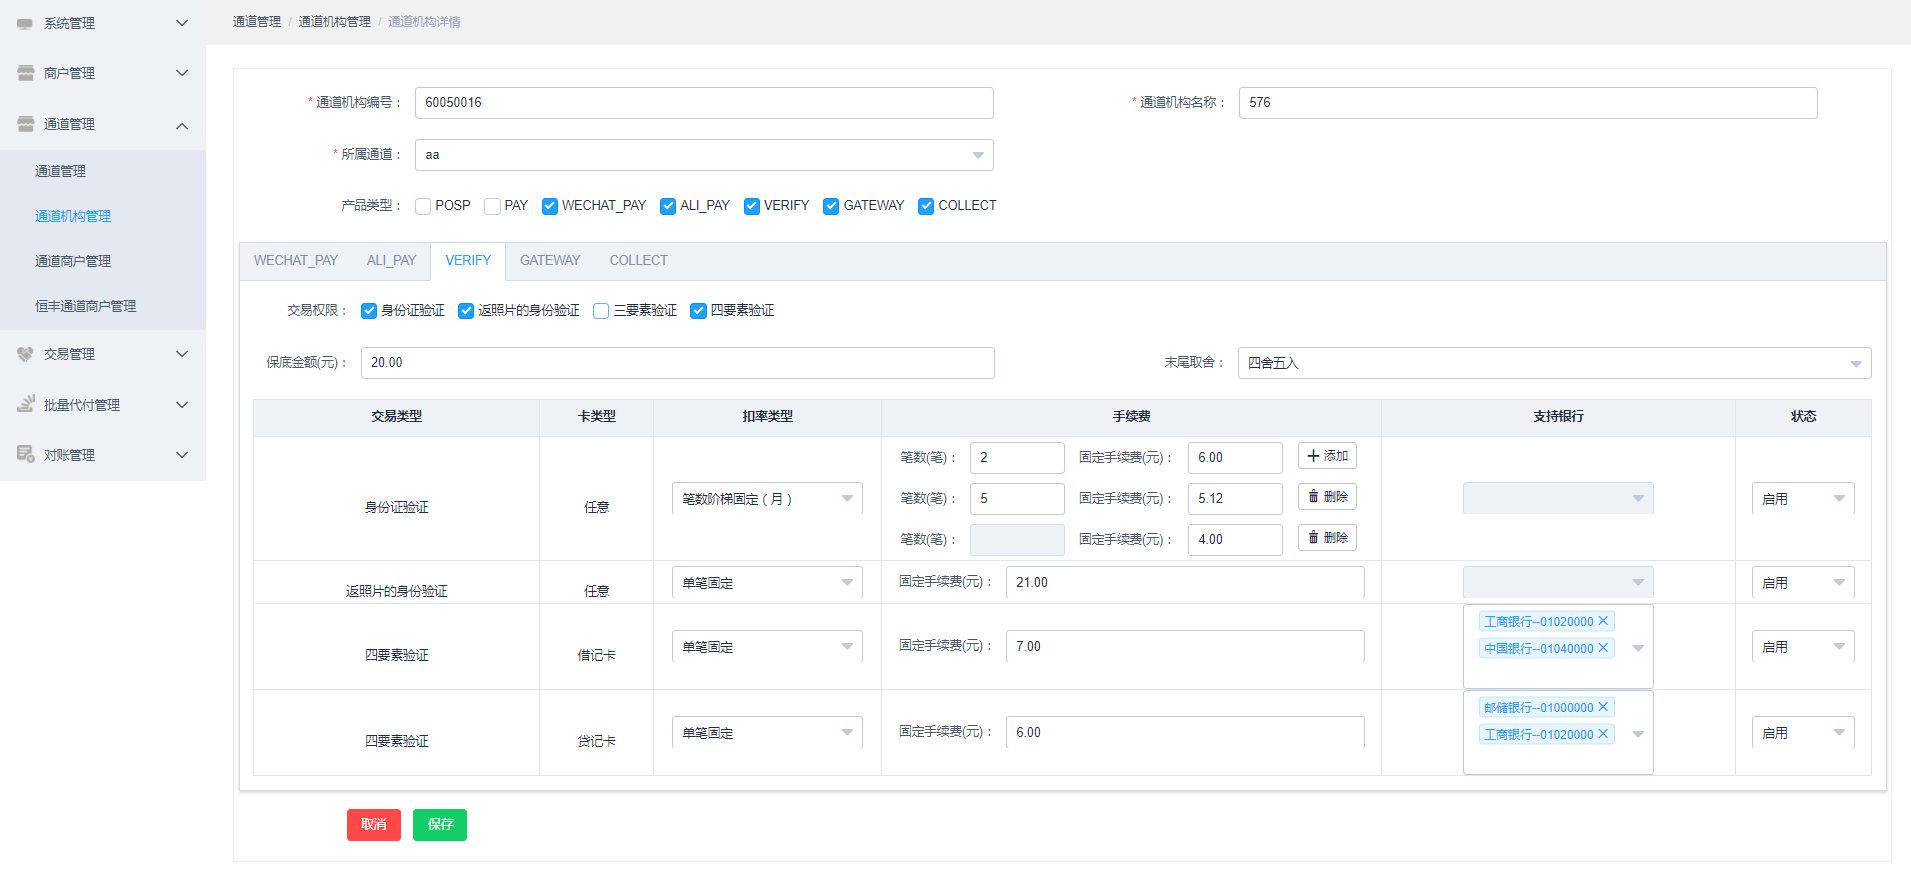 系统管理
商户管理
通道管理
通道管理
通道机构管理
通道商户管理
恒丰通道商户管理
交易管理
批量代付管理
对账管理
通道管理 / 通道机构管理 / 通道机构详情
* 通道机构编号： 60050016 * 通道机构名称： 576
* 所属通道： aa
产品类型： POSP PAY WECHAT_PAY ALI_PAY VERIFY GATEWAY COLLECT
WECHAT_PAY ALI_PAY VERIFY GATEWAY COLLECT
交易权限： 身份证验证 返照片的身份验证 三要素验证 四要素验证
保底金额(元)： 20.00 末尾取舍： 四舍五入
交易类型 卡类型 扣率类型 手续费 支持银行 状态
笔数(笔)： 2 固定手续费(元)： 6.00 添加
身份证验证 任意 笔数阶梯固定（月） 笔数(笔)： 5 固定手续费(元)： 5.12 删除 启用
笔数(笔)： 固定手续费(元)： 4.00 删除
返照片的身份验证 任意 单笔固定 固定手续费(元)： 21.00 启用
工商银行--01020000
四要素验证 借记卡 单笔固定 固定手续费(元)： 7.00 中国银行--01040000 启用
邮储银行--01000000
四要素验证 贷记卡 单笔固定 固定手续费(元)： 6.00 工商银行--01020000 启用
取消 保存